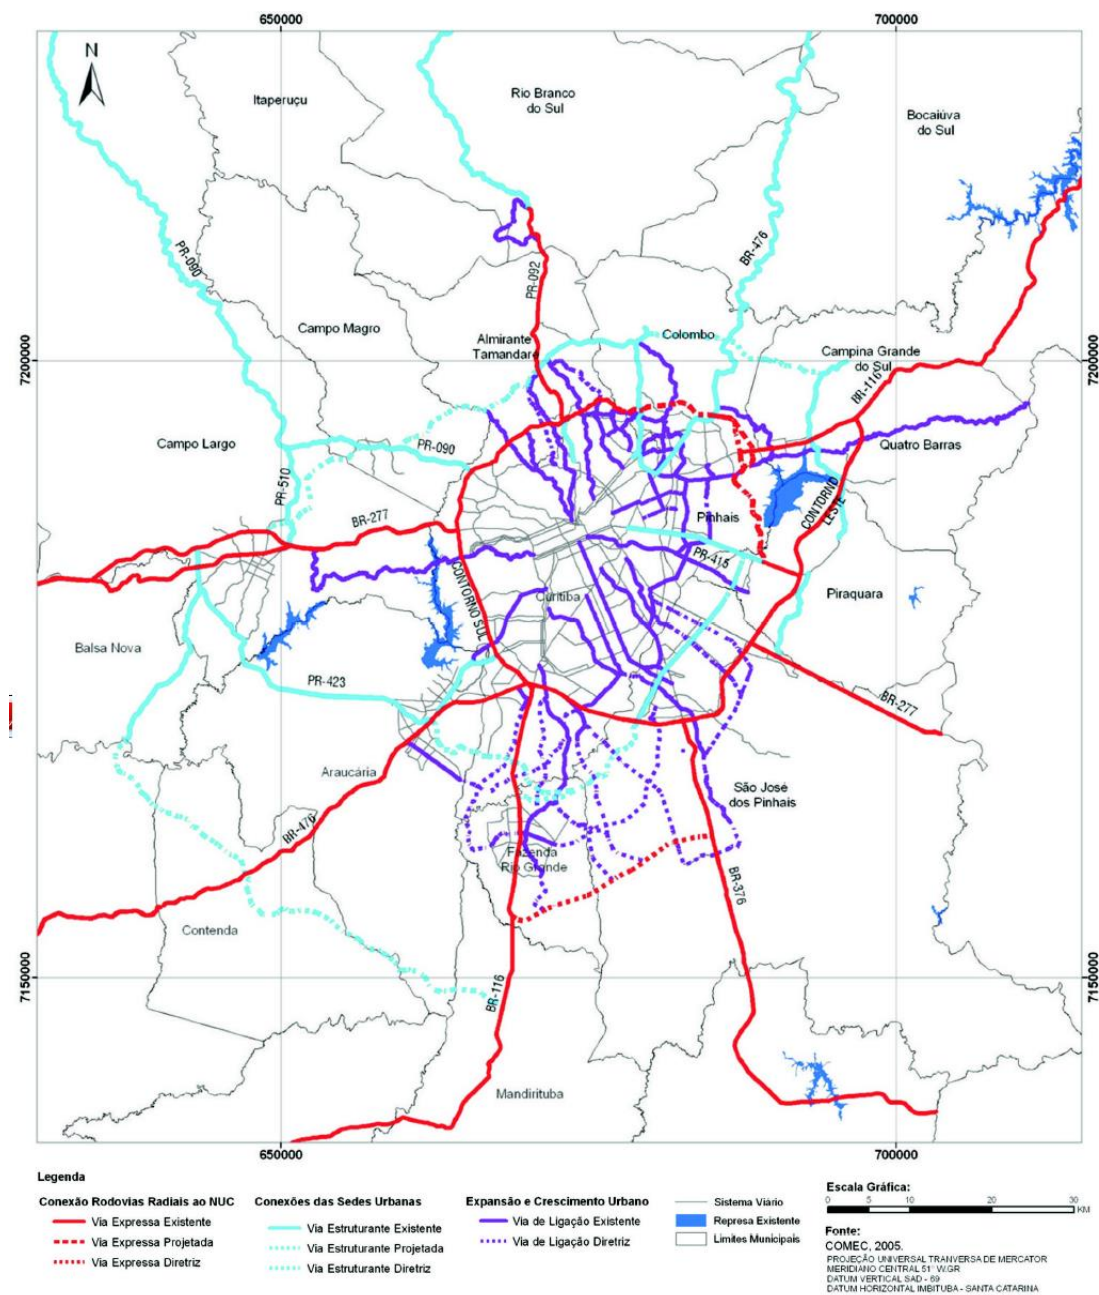 650000
700000
N
Itaperuçu
Rio Branco
do Sul
Bocaiúva
do Sul
PR-090
BR-476
PR-092
Campo Magro
Almirante
Tamandaré
Colombo
Campina Grande
do Sul
7200000
7200000
BR-116
Campo Largo
PR-090
Quatro Barras
PR-510
BR-277
Pinhais
CONTORNO
LESTE
PR-415
CONTORNO SUL
Curitiba
Piraquara
Balsa Nova
PR-423
BR-277
Araucária
São José
dos Pinhais
BR-476
Fazenda
Rio Grande
BR-376
Contenda
7150000
7150000
BR-116
Mandirituba
650000
700000
Legenda
Conexão Rodovias Radiais ao NUC
Via Expressa Existente
Via Expressa Projetada
Via Expressa Diretriz
Conexões das Sedes Urbanas
Via Estruturante Existente
Via Estruturante Projetada
Via Estruturante Diretriz
Expansão e Crescimento Urbano
Via de Ligação Existente
Via de Ligação Diretriz
Sistema Viário
Represa Existente
Limites Municipais
Escala Gráfica:
0 5 10 20 30
KM
Fonte:
COMEC, 2005.
PROJEÇÃO UNIVERSAL TRANVERSA DE MERCATOR
MERIDIANO CENTRAL 51° W.GR
DATUM VERTICAL SAD - 69
DATUM HORIZONTAL IMBITUBA - SANTA CATARINA